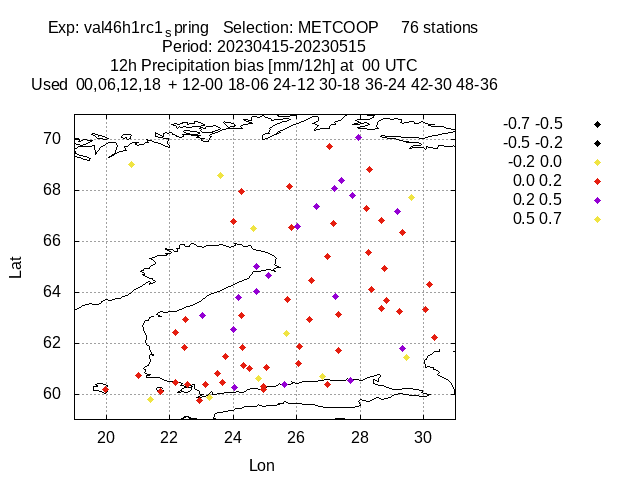 Exp: val46h1rc1spring   Selection: METCOOP     76 stations
Period: 20230415-20230515
12h Precipitation bias [mm/12h] at  00 UTC
Used  00,06,12,18  + 12-00 18-06 24-12 30-18 36-24 42-30 48-36
-0.7 -0.5
-0.5 -0.2
-0.2 0.0
0.0 0.2
0.2 0.5
0.5 0.7
70
68
66
64
62
60
Lat
20 22 24 26 28 30
Lon